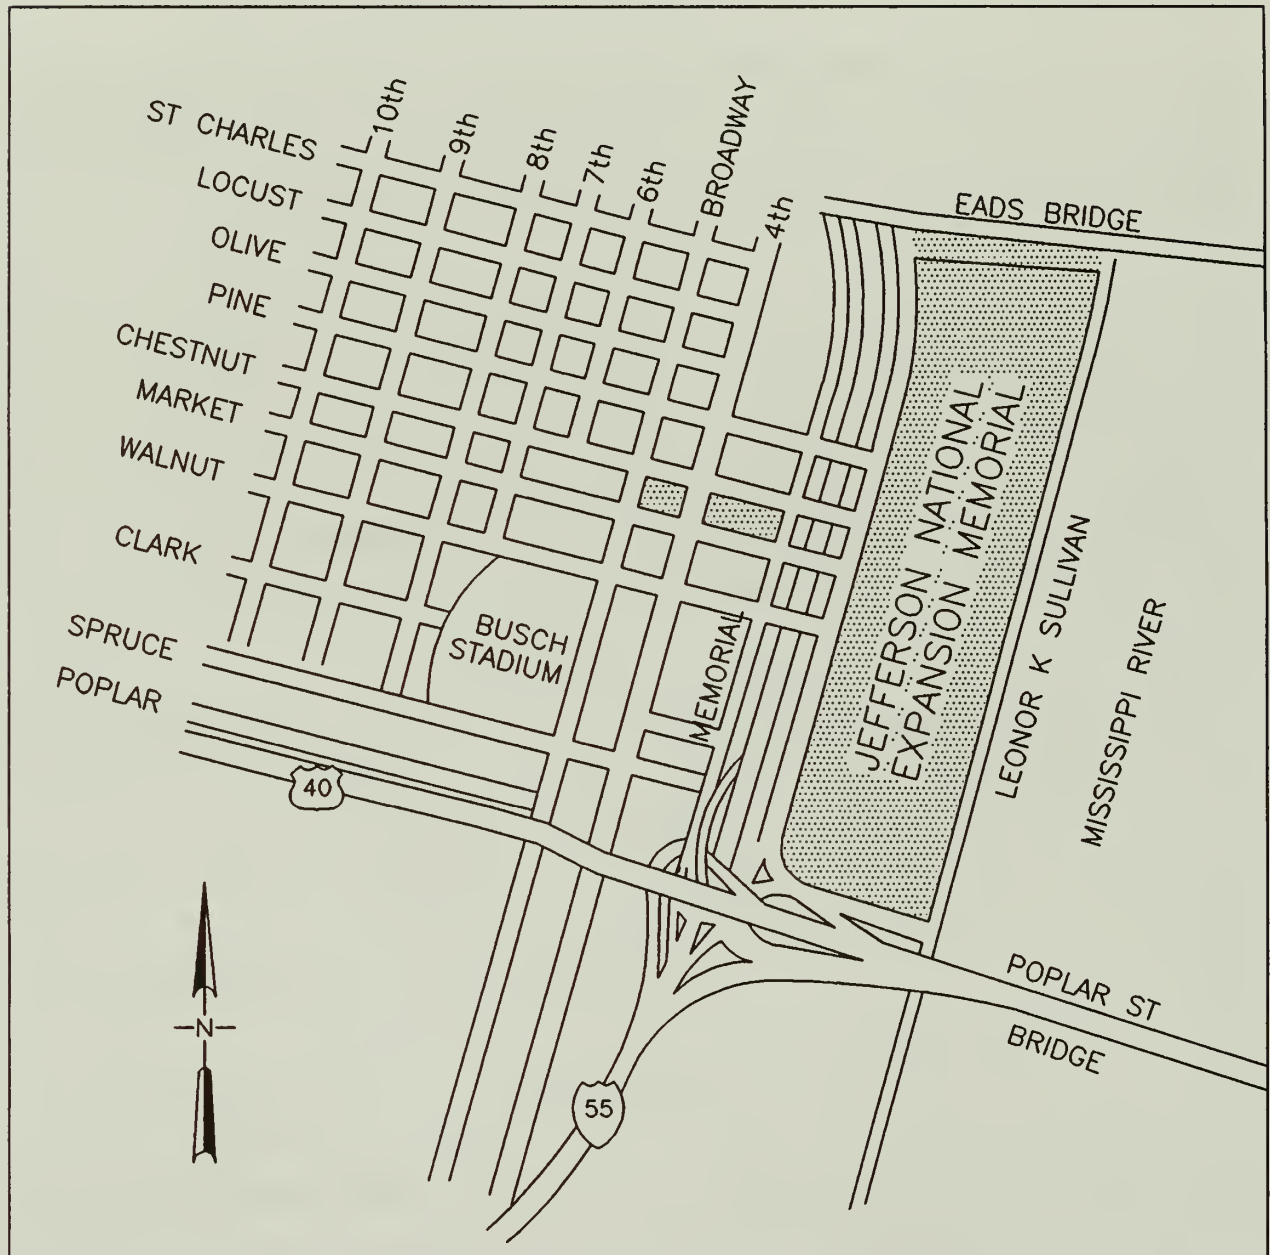 ST CHARLES
LOCUST
OLIVE
PINE
CHESTNUT
MARKET
WALNUT
CLARK
SPRUCE
POPLAR
10th
9th
8th
7th
6th
BROADWAY
4th
EADS BRIDGE
JEFFERSON NATIONAL
EXPANSION MEMORIAL
LEONOR K SULLIVAN
MISSISSIPPI RIVER
BUSCH
STADIUM
MEMORIAL
40
N
55
POPLAR ST
BRIDGE